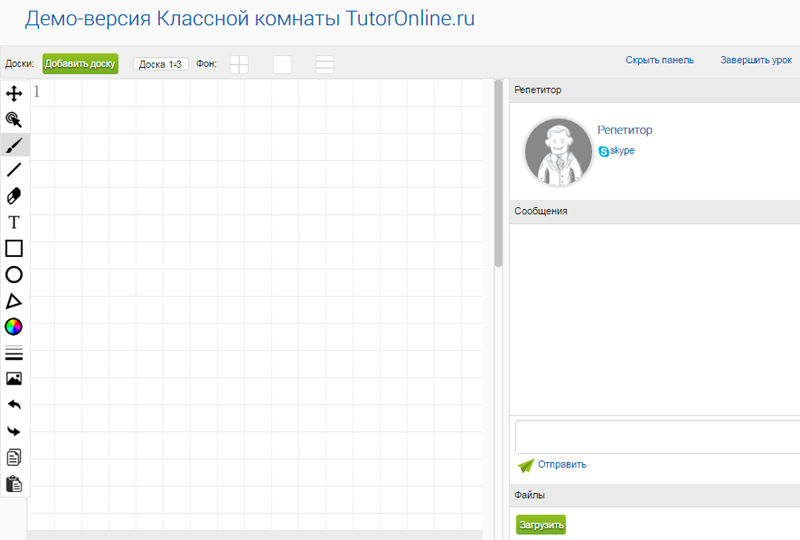 Демо-версия Классной комнаты TutorOnline.ru
Доски: Добавить доску Доска 1-3 Фон: Скрыть панель Завершить урок
1
T
Репетитор
Репетитор
skype
Сообщения
Отправить
Файлы
Загрузить